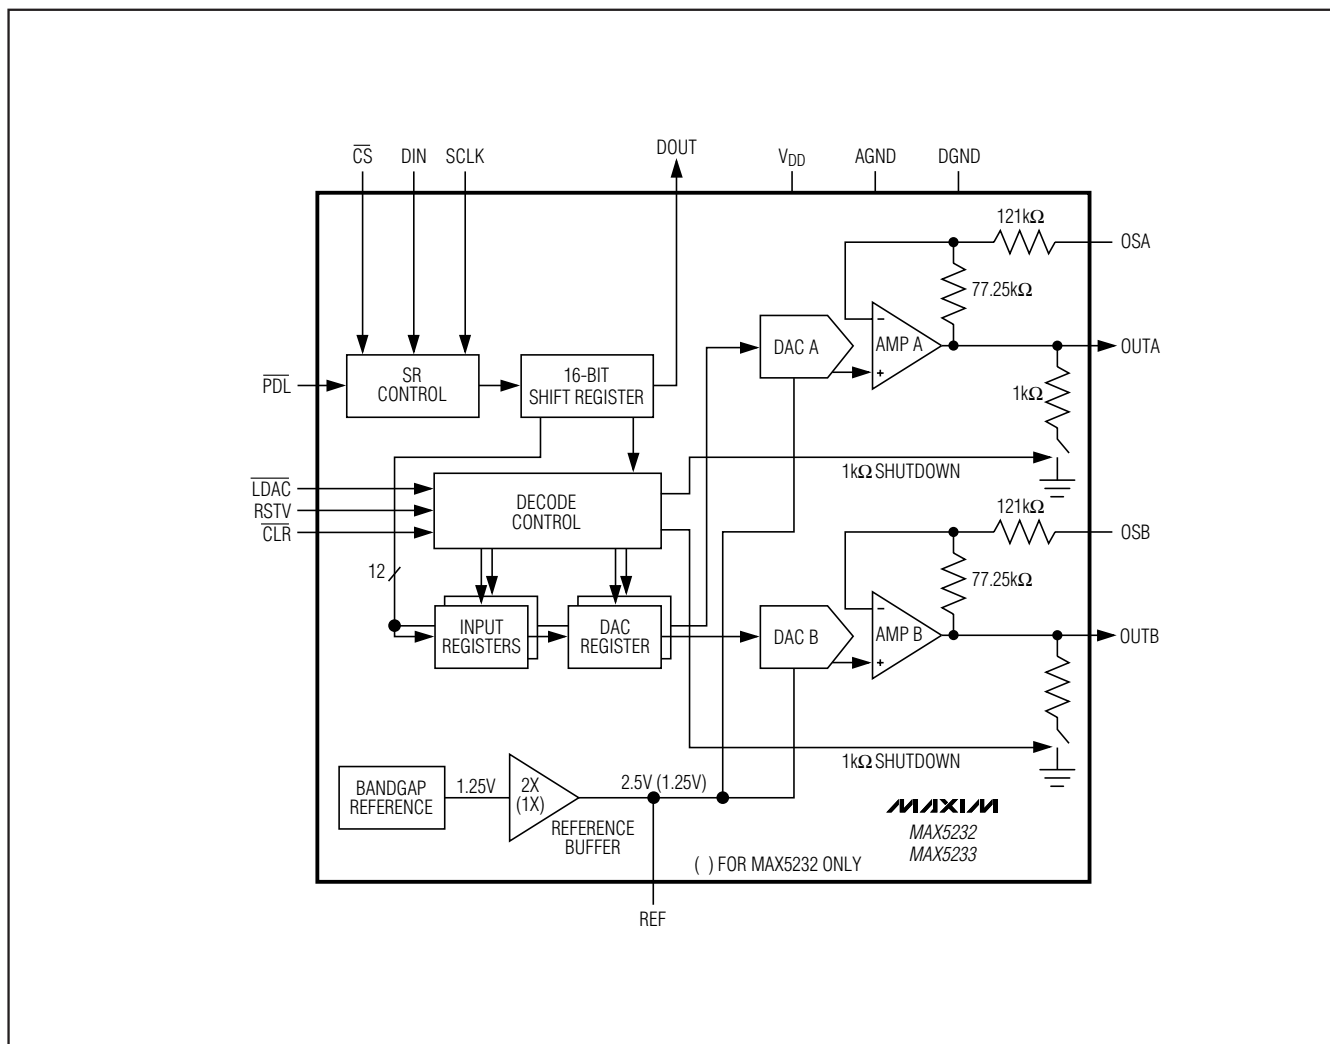 CS DIN SCLK DOUT VDD AGND DGND
121kΩ
OSA
77.25kΩ
DAC A
AMP A
−
+
OUTA
1kΩ
PDL
SR
CONTROL
16-BIT
SHIFT REGISTER
1kΩ SHUTDOWN
LDAC
RSTV
CLR
DECODE
CONTROL
121kΩ
OSB
77.25kΩ
12
INPUT
REGISTERS
DAC
REGISTER
DAC B
AMP B
−
+
OUTB
1kΩ SHUTDOWN
BANDGAP
REFERENCE
1.25V
2X
(1X)
REFERENCE
BUFFER
2.5V (1.25V)
MAXIM
MAX5232
MAX5233
( ) FOR MAX5232 ONLY
REF